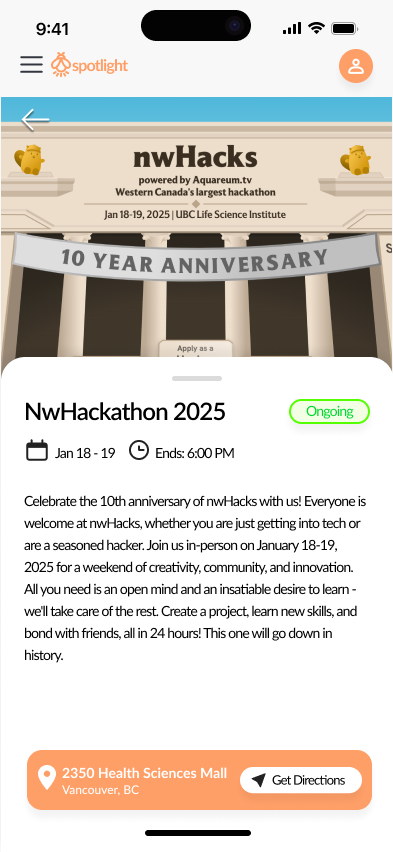 9:41
spotlight
nwHacks
powered by Aquareum.tv
Western Canada's largest hackathon
Jan 18-19, 2025 | UBC Life Science Institute
10 YEAR ANNIVERSARY
S
Apply as a
NwHackathon 2025
Ongoing
Jan 18 - 19
Ends: 6:00 PM
Celebrate the 10th anniversary of nwHacks with us! Everyone is
welcome at nwHacks, whether you are just getting into tech or
are a seasoned hacker. Join us in-person on January 18-19,
2025 for a weekend of creativity, community, and innovation.
All you need is an open mind and an insatiable desire to learn -
we'll take care of the rest. Create a project, learn new skills, and
bond with friends, all in 24 hours! This one will go down in
history.
2350 Health Sciences Mall
Vancouver, BC
Get Directions